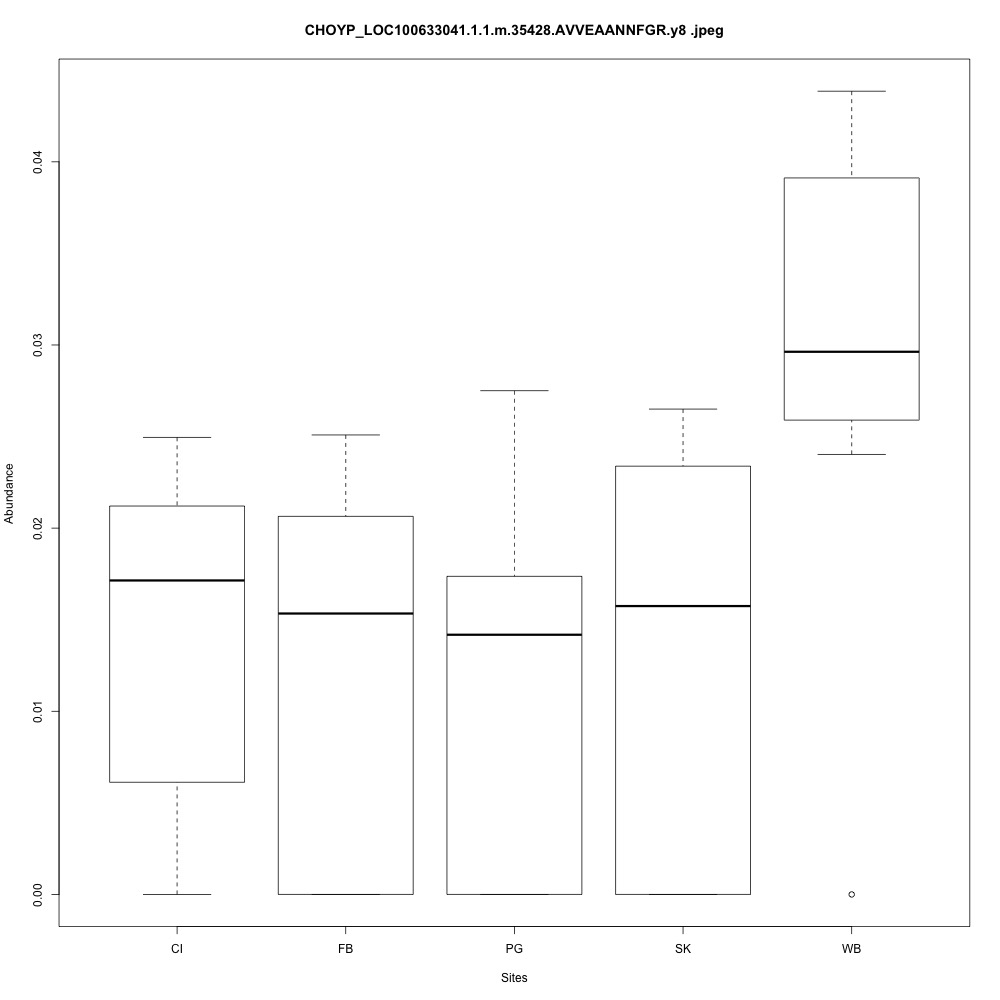 CHOYP_LOC100633041.1.1.m.35428.AVVEAANNFGR.y8 .jpeg
Abundance
0.04
0.03
0.02
0.01
0.00
CI FB PG SK WB
Sites